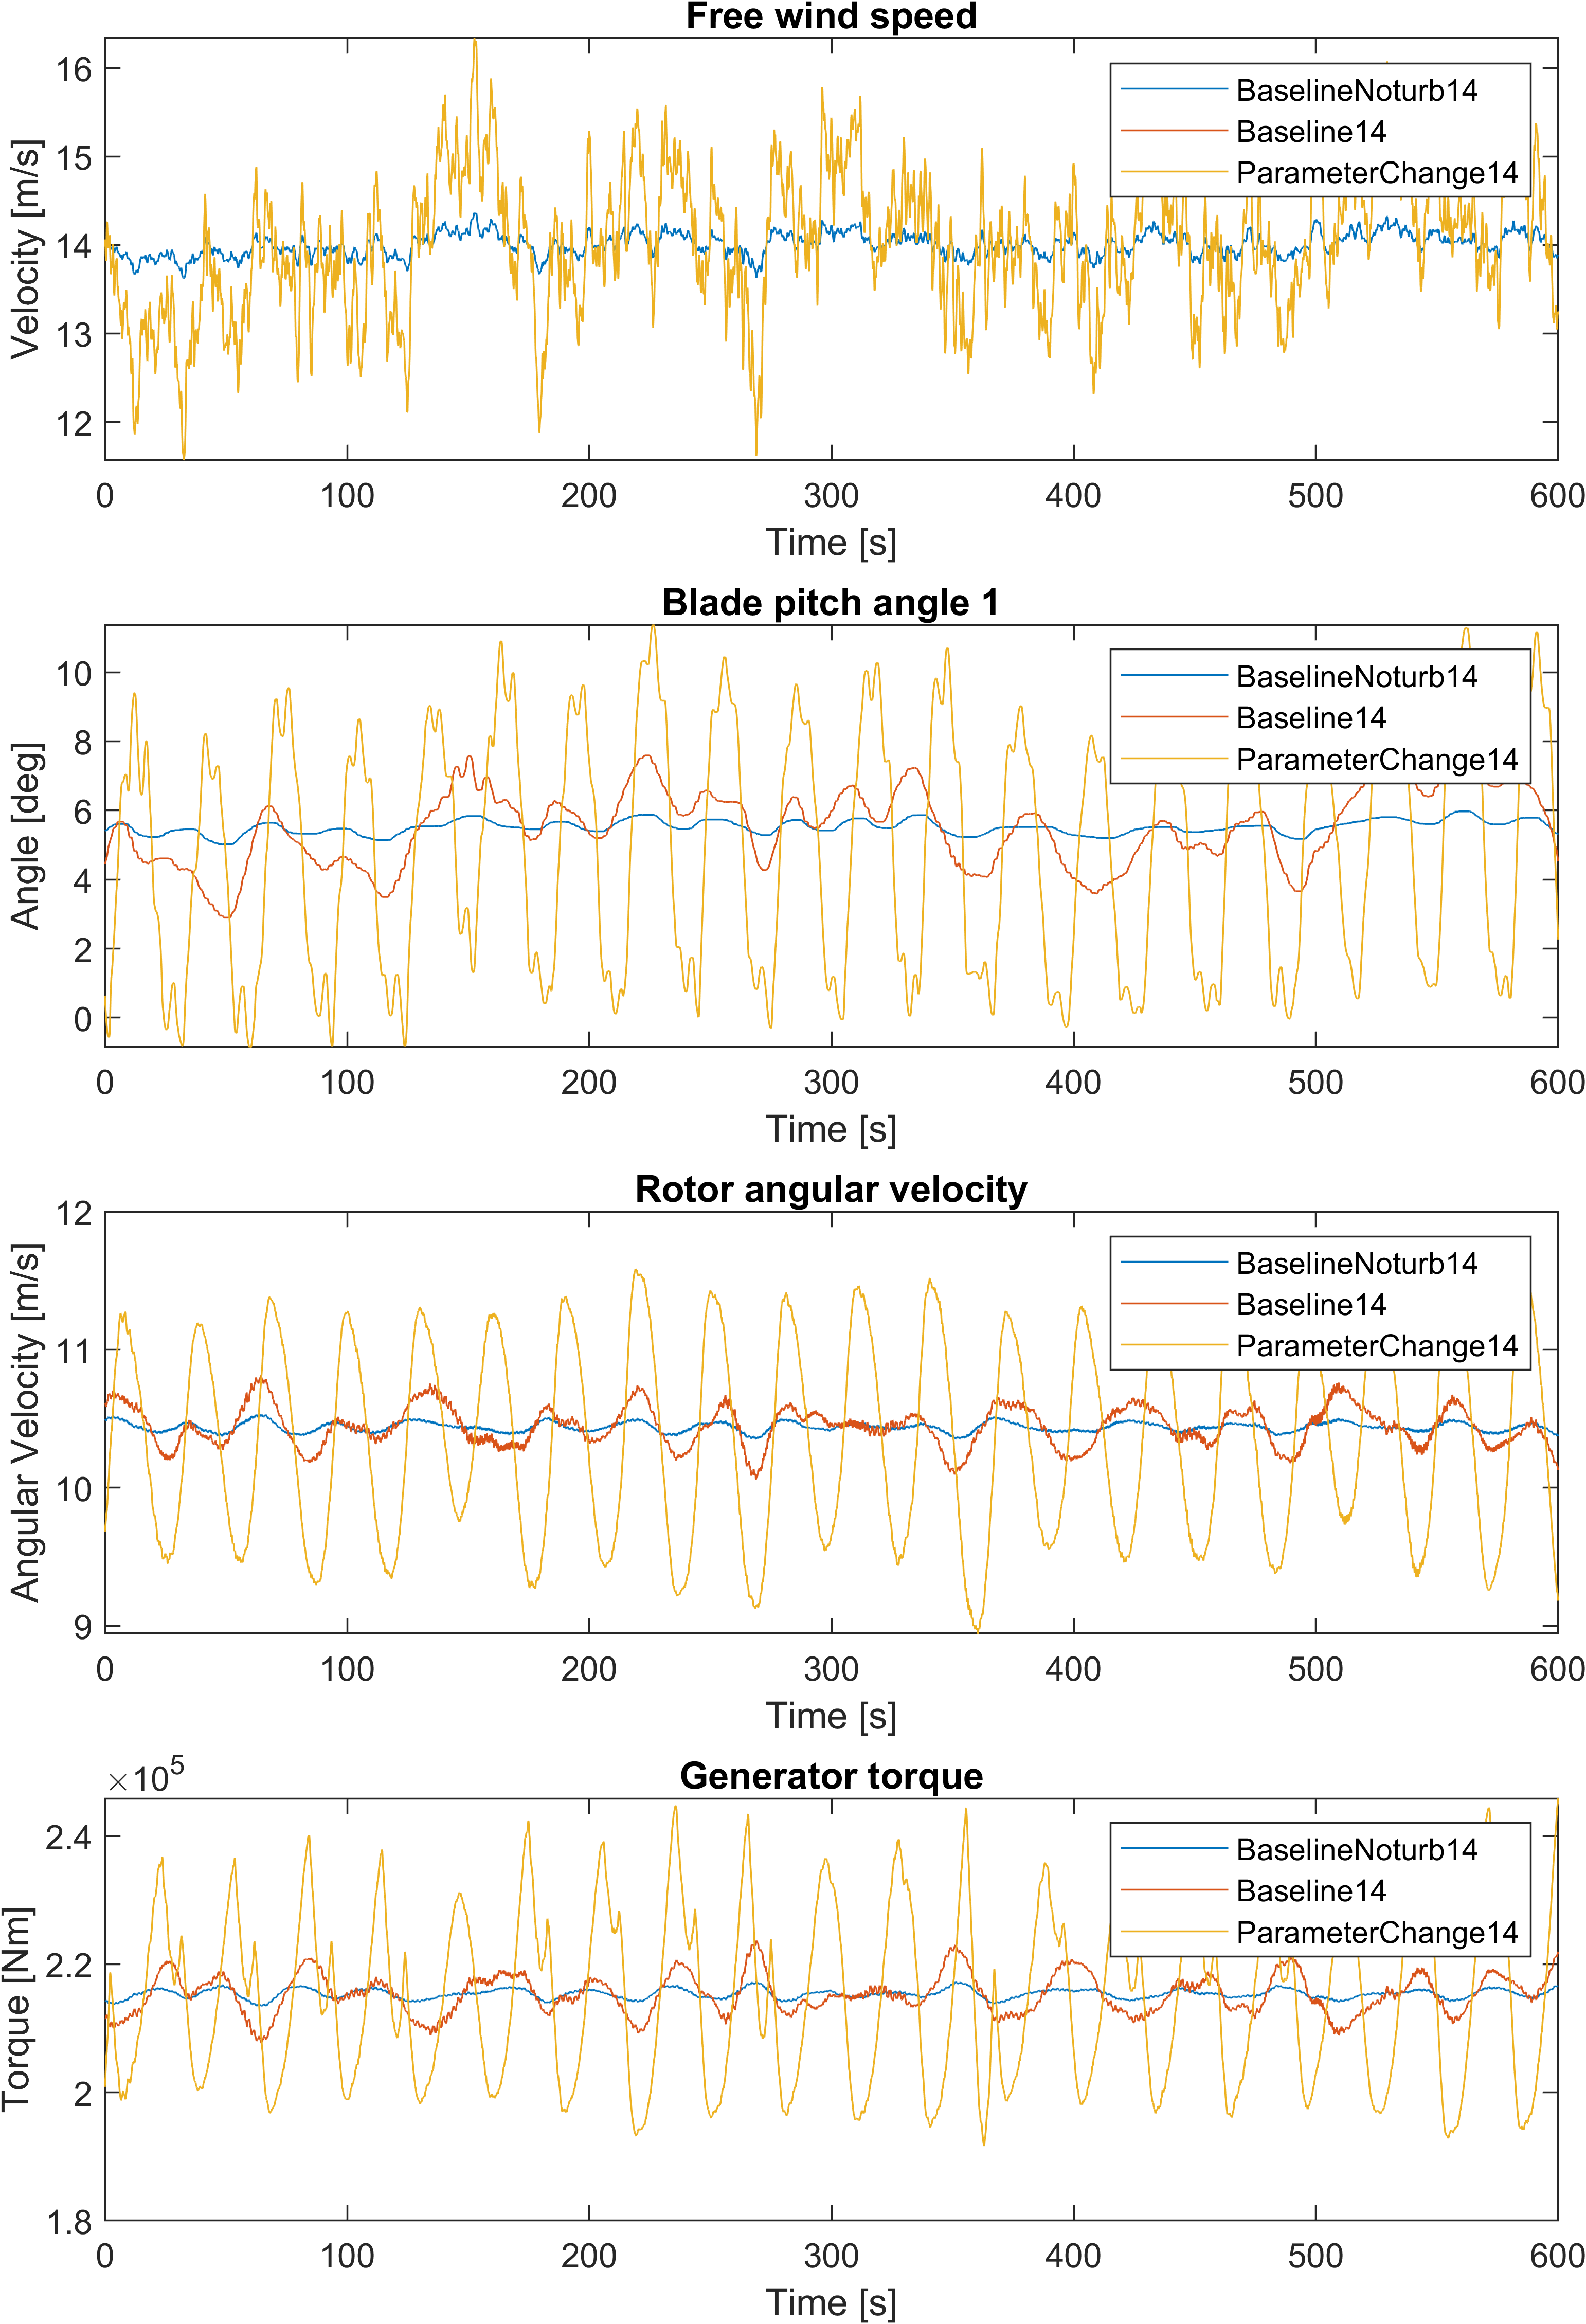 Free wind speed
Velocity [m/s]
16
15
14
13
12
BaselineNoturb14
Baseline14
ParameterChange14
0 100 200 300 400 500 600
Time [s]
Blade pitch angle 1
Angle [deg]
10
8
6
4
2
0
BaselineNoturb14
Baseline14
ParameterChange14
0 100 200 300 400 500 600
Time [s]
Rotor angular velocity
Angular Velocity [m/s]
12
11
10
9
BaselineNoturb14
Baseline14
ParameterChange14
0 100 200 300 400 500 600
Time [s]
Generator torque
×10⁵
Torque [Nm]
2.4
2.2
2
1.8
BaselineNoturb14
Baseline14
ParameterChange14
0 100 200 300 400 500 600
Time [s]